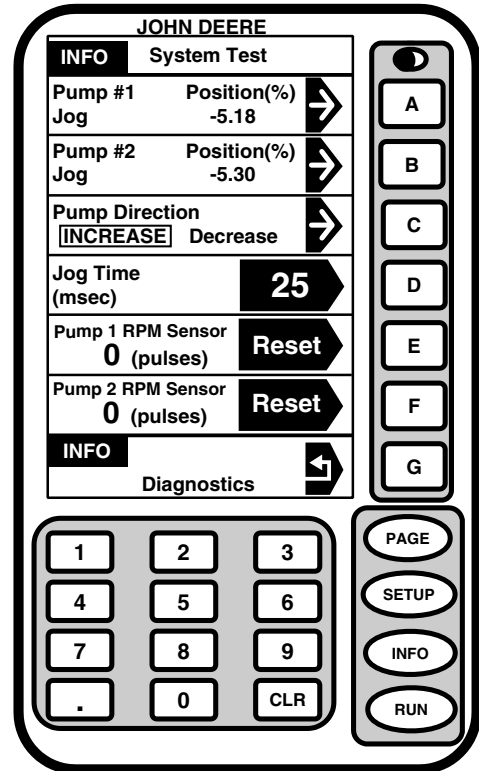 JOHN DEERE
INFO System Test
Pump #1 Position(%)
Jog -5.18
A
Pump #2 Position(%)
Jog -5.30
B
Pump Direction
INCREASE Decrease
C
Jog Time
(msec) 25
D
Pump 1 RPM Sensor
0 (pulses) Reset
E
Pump 2 RPM Sensor
0 (pulses) Reset
F
INFO
Diagnostics
G
1 2 3
4 5 6
7 8 9
. 0 CLR
PAGE
SETUP
INFO
RUN